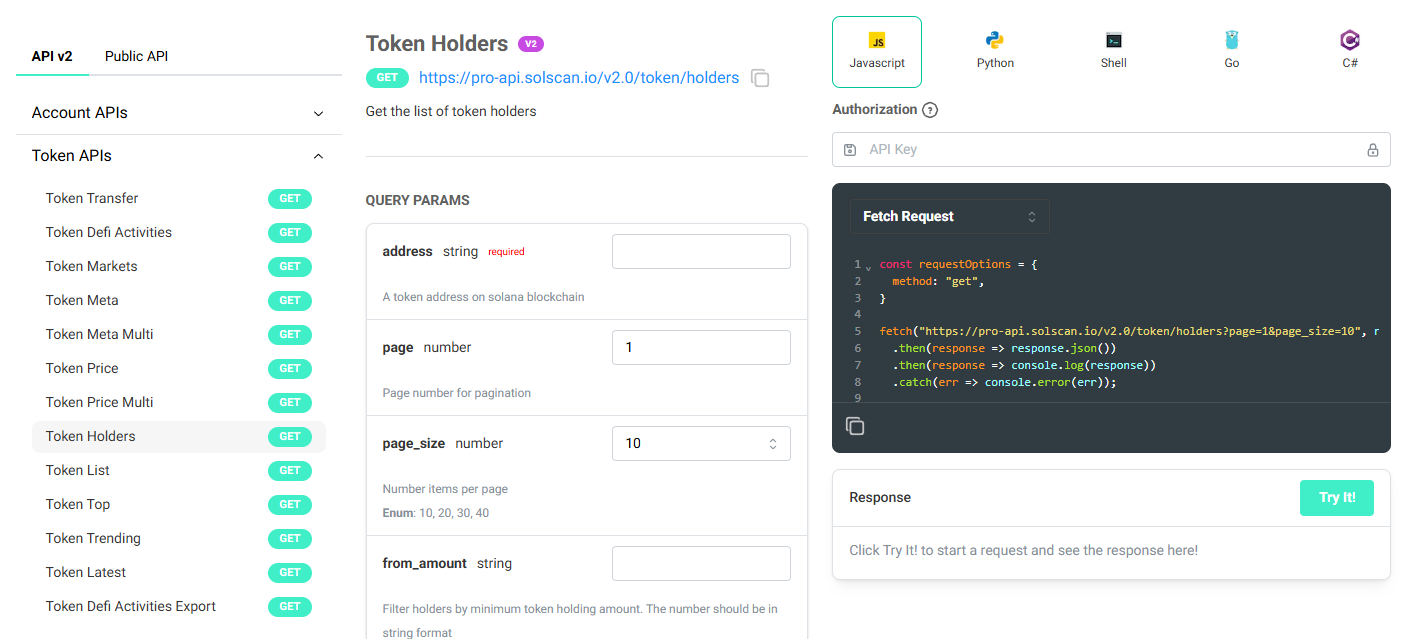 API v2 Public API
Account APIs
Token APIs
Token Transfer GET
Token Defi Activities GET
Token Markets GET
Token Meta GET
Token Meta Multi GET
Token Price GET
Token Price Multi GET
Token Holders GET
Token List GET
Token Top GET
Token Trending GET
Token Latest GET
Token Defi Activities Export GET
Token Holders V2
GET https://pro-api.solscan.io/v2.0/token/holders
Get the list of token holders
QUERY PARAMS
address string required
A token address on solana blockchain
page number 1
Page number for pagination
page_size number 10
Number items per page
Enum: 10, 20, 30, 40
from_amount string
Filter holders by minimum token holding amount. The number should be in
string format
JS
Javascript Python Shell Go C#
Authorization ?
API Key
Fetch Request
1 const requestOptions = {
2 method: "get",
3 }
4
5 fetch("https://pro-api.solscan.io/v2.0/token/holders?page=1&page_size=10", r
6 .then(response => response.json())
7 .then(response => console.log(response))
8 .catch(err => console.error(err));
9
Response Try It!
Click Try It! to start a request and see the response here!